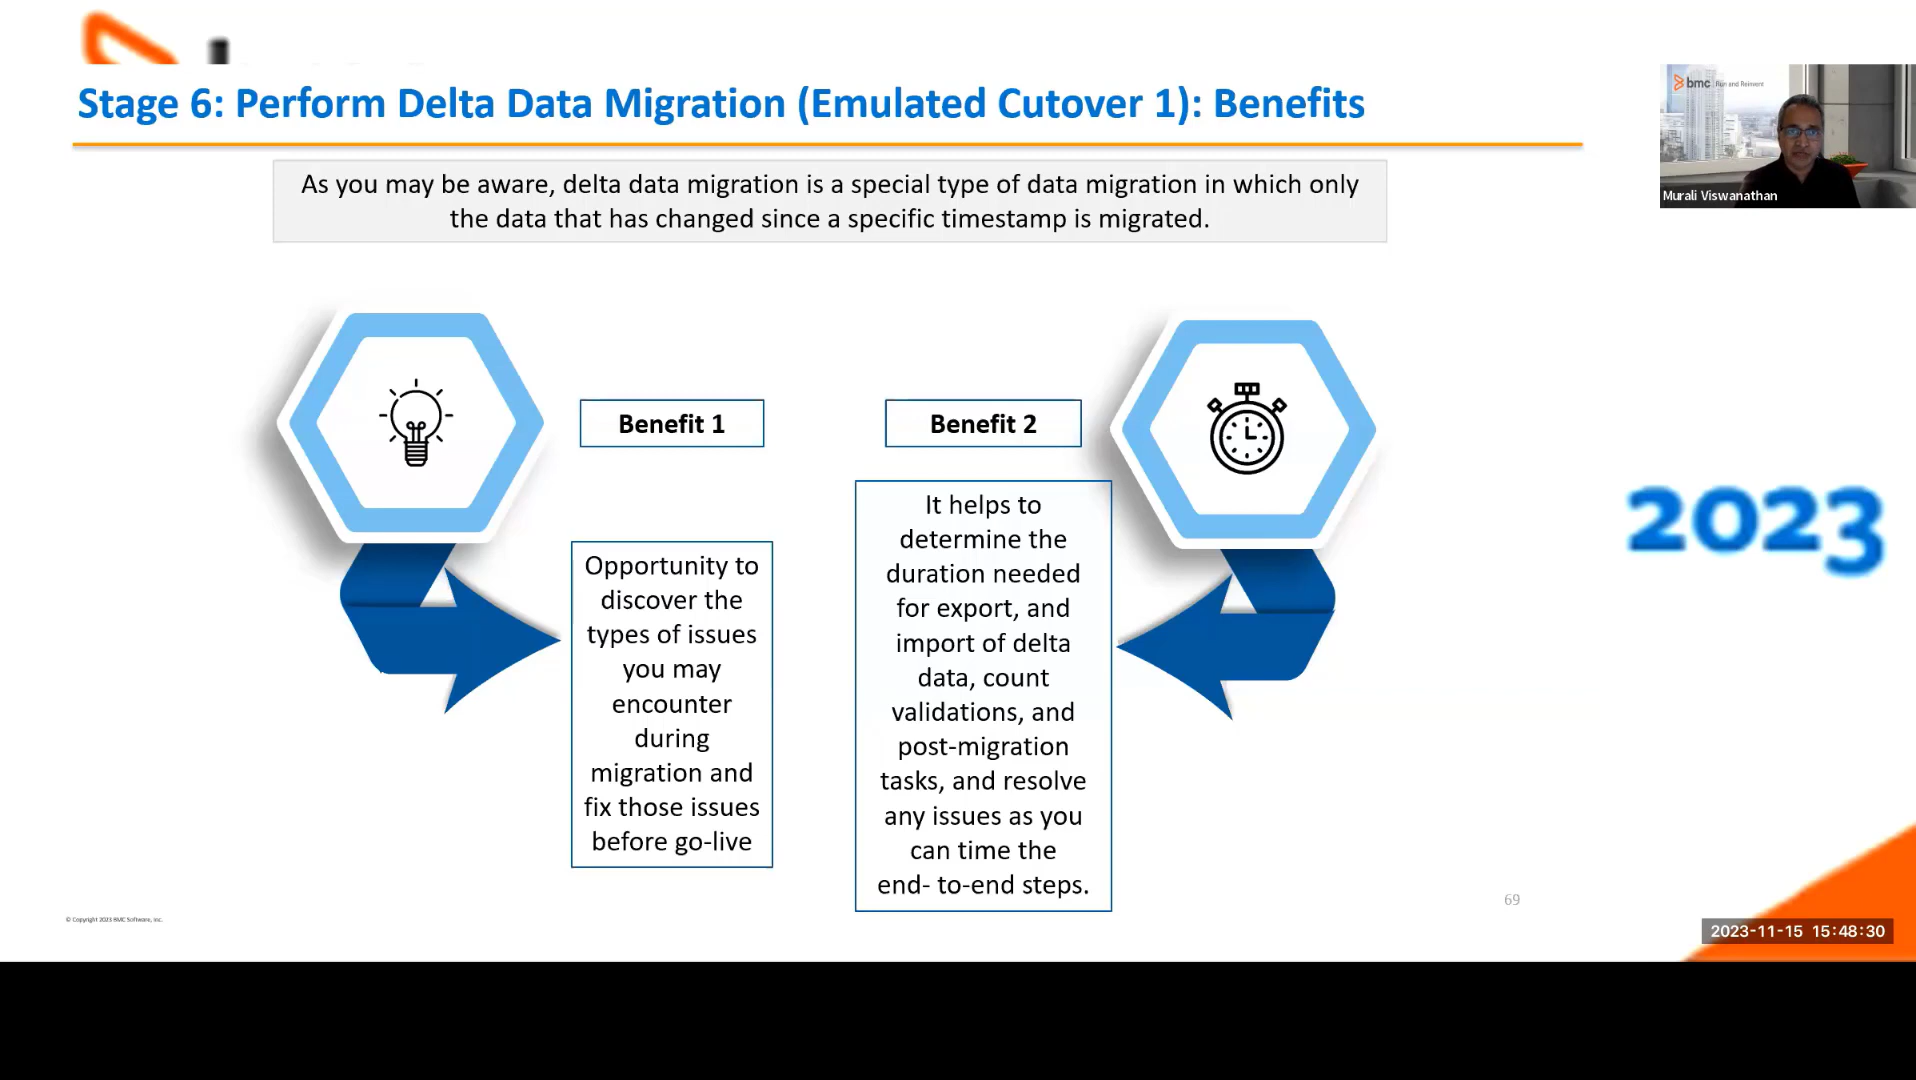 Stage 6: Perform Delta Data Migration (Emulated Cutover 1): Benefits
As you may be aware, delta data migration is a special type of data migration in which only
the data that has changed since a specific timestamp is migrated.
bmc Run and Reinvent
Murali Viswanathan
Benefit 1
Opportunity to
discover the
types of issues
you may
encounter
during
migration and
fix those issues
before go-live
Benefit 2
It helps to
determine the
duration needed
for export, and
import of delta
data, count
validations, and
post-migration
tasks, and resolve
any issues as you
can time the
end- to-end steps.
2023
69
© Copyright 2023 BMC Software, Inc.
2023-11-15 15:48:30